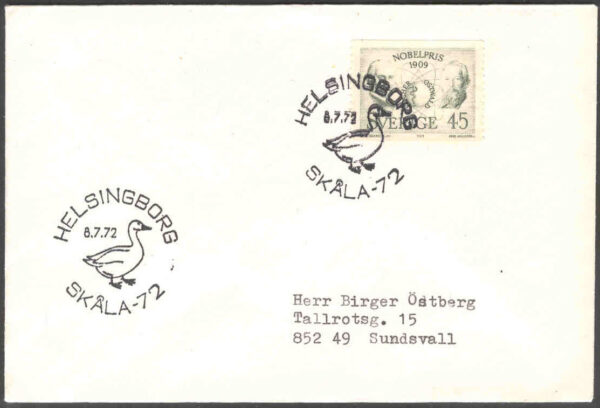 NOBELPRIS
1909
SVERIGE 45
HELSINGBORG
8.7.72
SKÅLA-72
HELSINGBORG
8.7.72
SKÅLA-72
Herr Birger Östberg
Tallrotsg. 15
852 49 Sundsvall